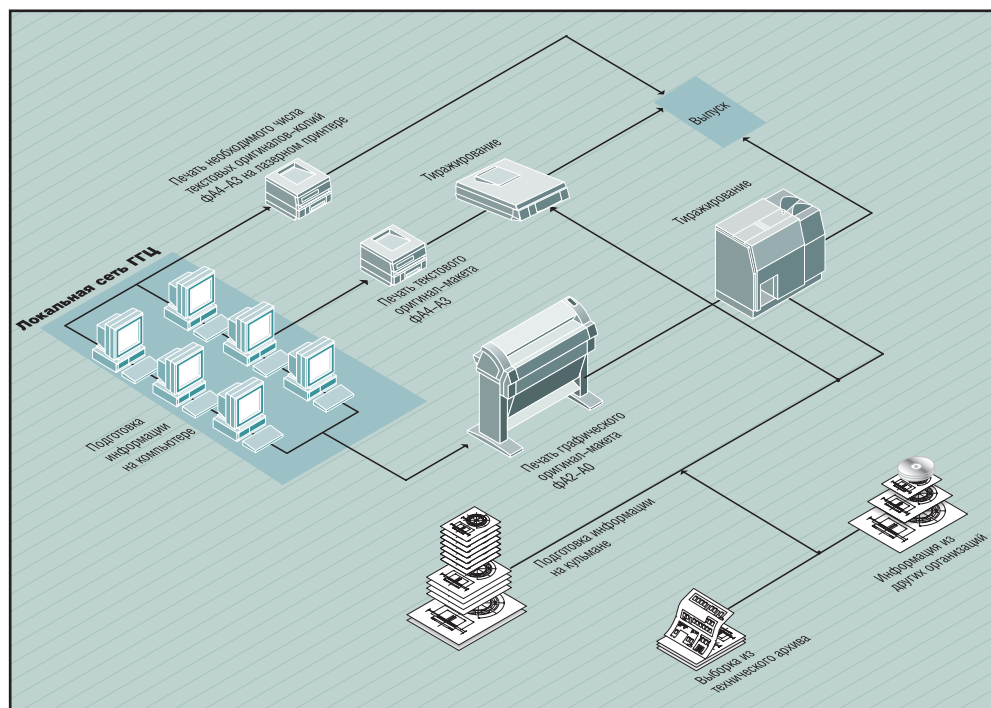 Печать необходимого числа
текстовых оригиналов-копий
фА4-А3 на лазерном принтере
Тиражирование
Выпуск
Тиражирование
Локальная сеть ГГЦ
Печать текстового
оригинал-макета
фА4-А3
Подготовка
информации
на компьютере
Печать графического
оригинал-макета
фА2-А0
Подготовка информации
на кульмане
Информация из
других организаций
Выборка из
технического архива